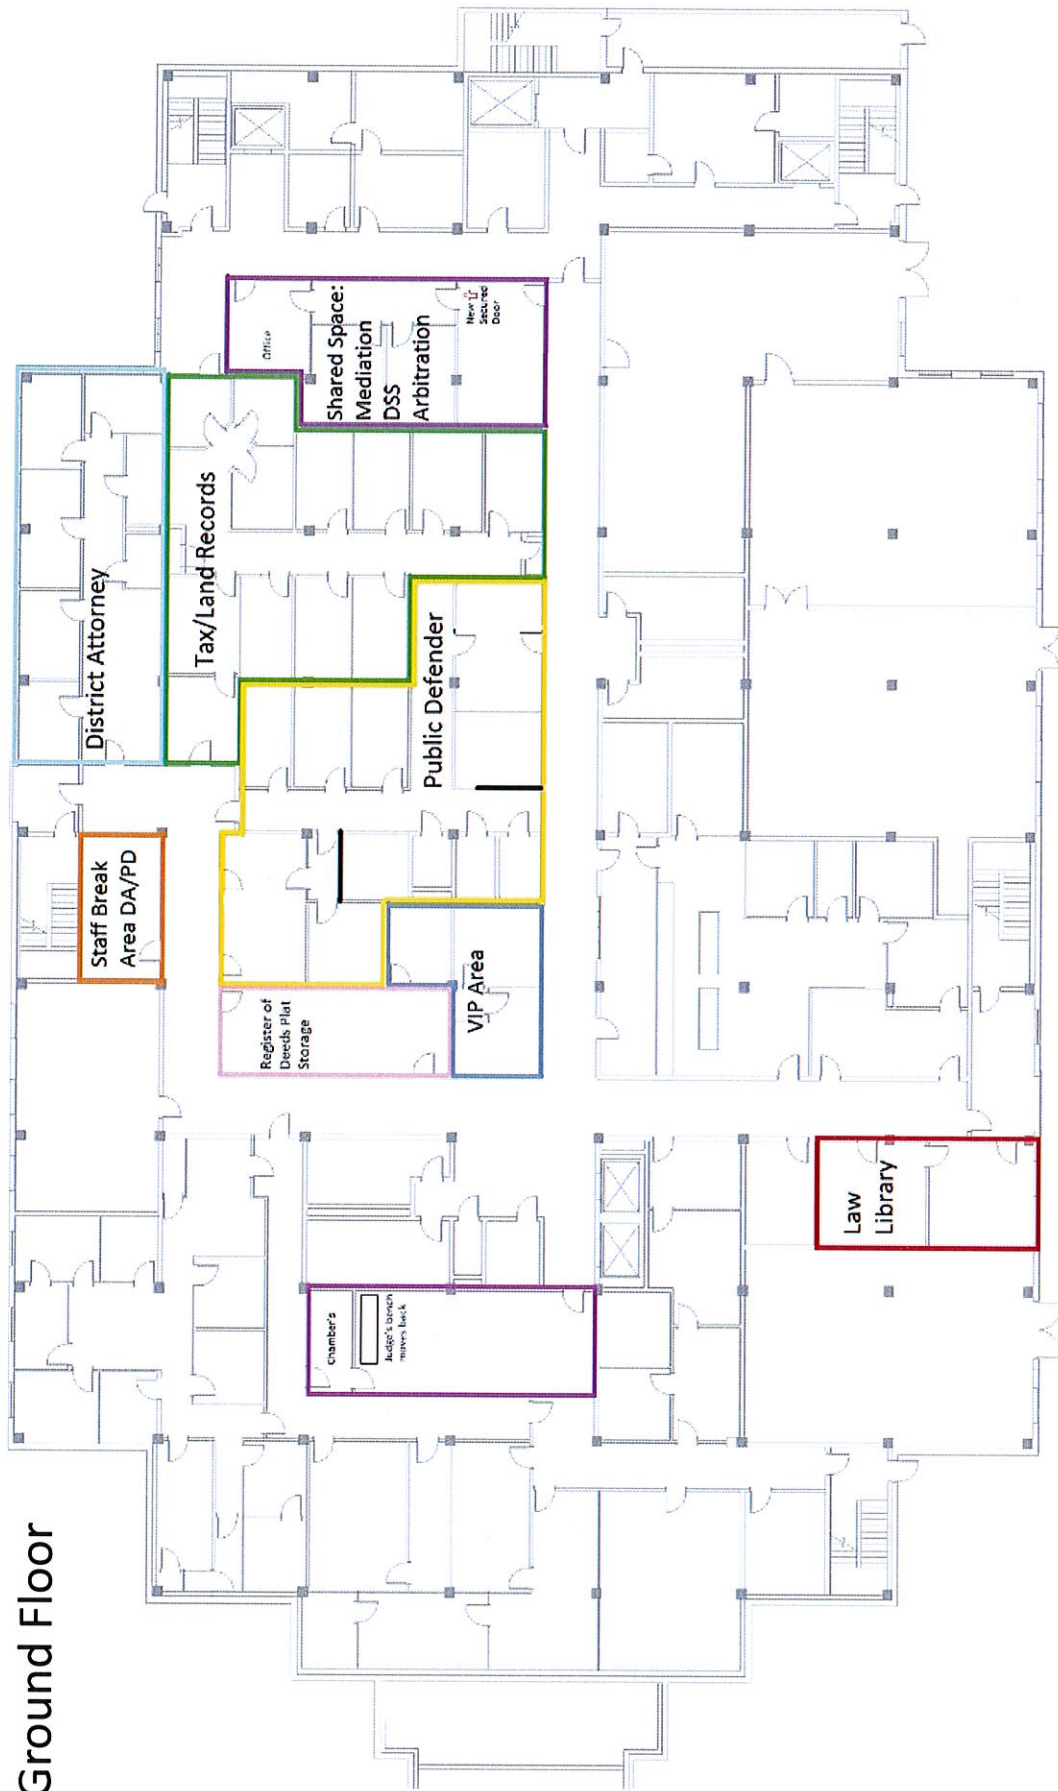 Ground Floor
District Attorney
Tax/Land Records
Office
Shared Space:
Mediation
DSS
Arbitration
New
Secured
Door
Staff Break
Area DA/PD
Public Defender
Register of
Deeds Plat
Storage
VIP Area
Chamber's
Judge's bench
moves back
Law
Library